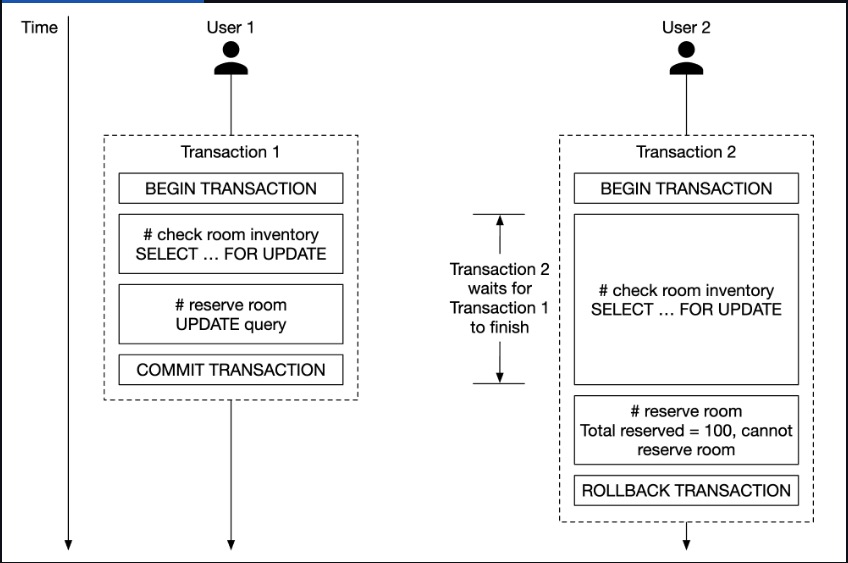 Time
User 1
Transaction 1
BEGIN TRANSACTION
# check room inventory
SELECT … FOR UPDATE
# reserve room
UPDATE query
COMMIT TRANSACTION
Transaction 2
waits for
Transaction 1
to finish
User 2
Transaction 2
BEGIN TRANSACTION
# check room inventory
SELECT … FOR UPDATE
# reserve room
Total reserved = 100, cannot
reserve room
ROLLBACK TRANSACTION